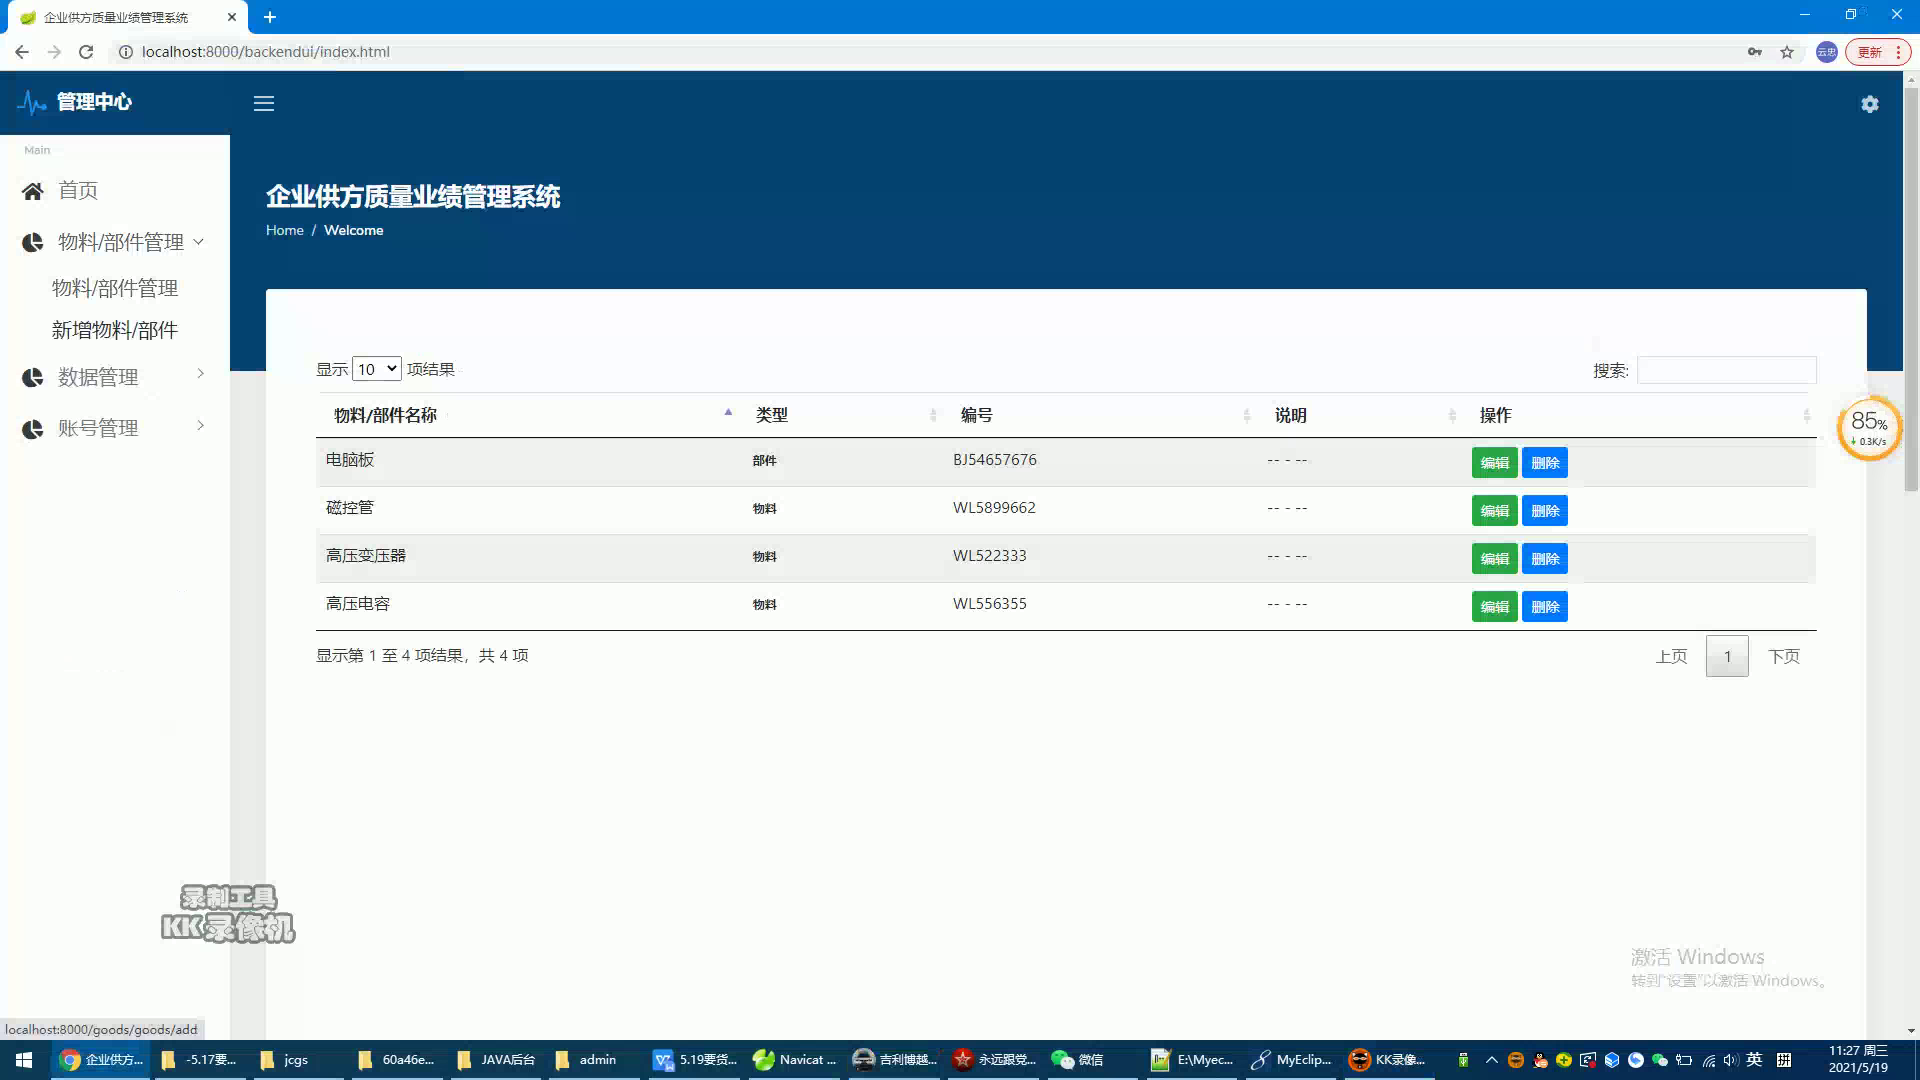 企业供方质量业绩管理系统
localhost:8000/backendui/index.html
云忠
更新
管理中心
Main
首页
物料/部件管理
物料/部件管理
新增物料/部件
数据管理
账号管理
企业供方质量业绩管理系统
Home / Welcome
显示 10 项结果
搜索:
物料/部件名称 类型 编号 说明 操作
电脑板 部件 BJ54657676 -- - -- 编辑 删除
磁控管 物料 WL5899662 -- - -- 编辑 删除
高压变压器 物料 WL522333 -- - -- 编辑 删除
高压电容 物料 WL556355 -- - -- 编辑 删除
显示第 1 至 4 项结果，共 4 项
上页 1 下页
85%
0.3K/s
录制工具
KK录像机
激活 Windows
转到"设置"以激活 Windows。
localhost:8000/goods/goods/add
企业供方... -5.17要... jcgs 60a46e... JAVA后台 admin 5.19要货... Navicat ... 吉利博越... 永远跟党... 微信 E:\Myec... MyEclip... KK录像... 英 拼
11:27 周三
2021/5/19